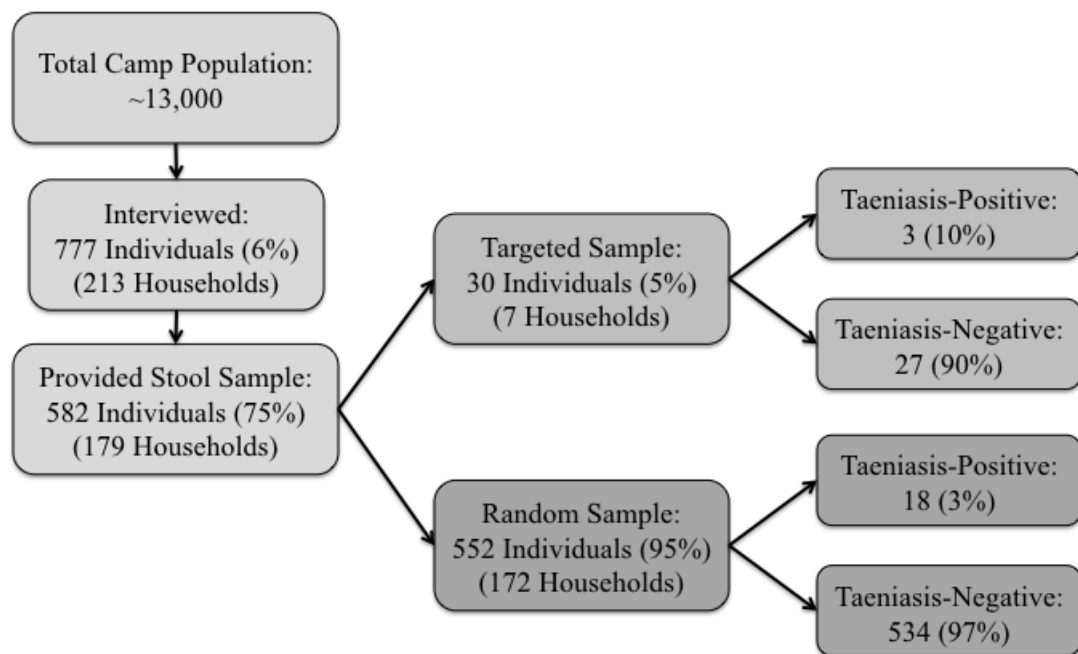 Total Camp Population:
~13,000
Interviewed:
777 Individuals (6%)
(213 Households)
Provided Stool Sample:
582 Individuals (75%)
(179 Households)
Targeted Sample:
30 Individuals (5%)
(7 Households)
Random Sample:
552 Individuals (95%)
(172 Households)
Taeniasis-Positive:
3 (10%)
Taeniasis-Negative:
27 (90%)
Taeniasis-Positive:
18 (3%)
Taeniasis-Negative:
534 (97%)